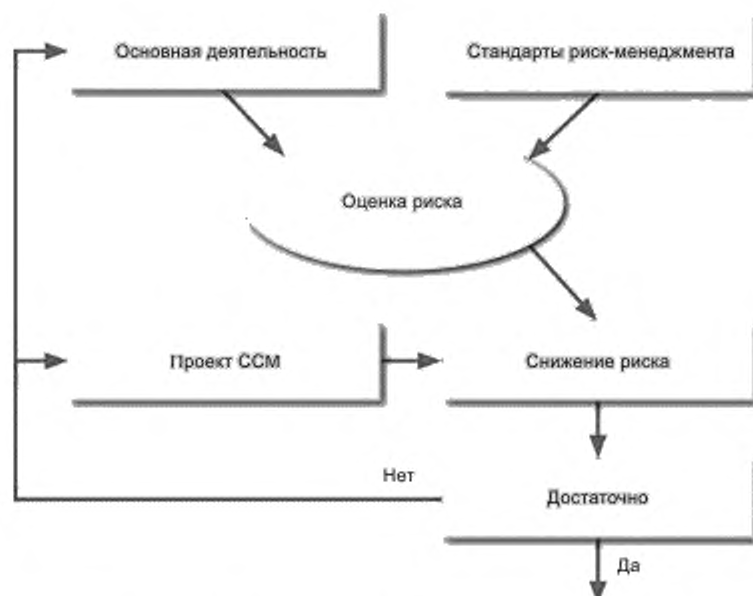 Основная деятельность
Стандарты риск-менеджмента
Оценка риска
Проект ССМ
Снижение риска
Нет
Достаточно
Да